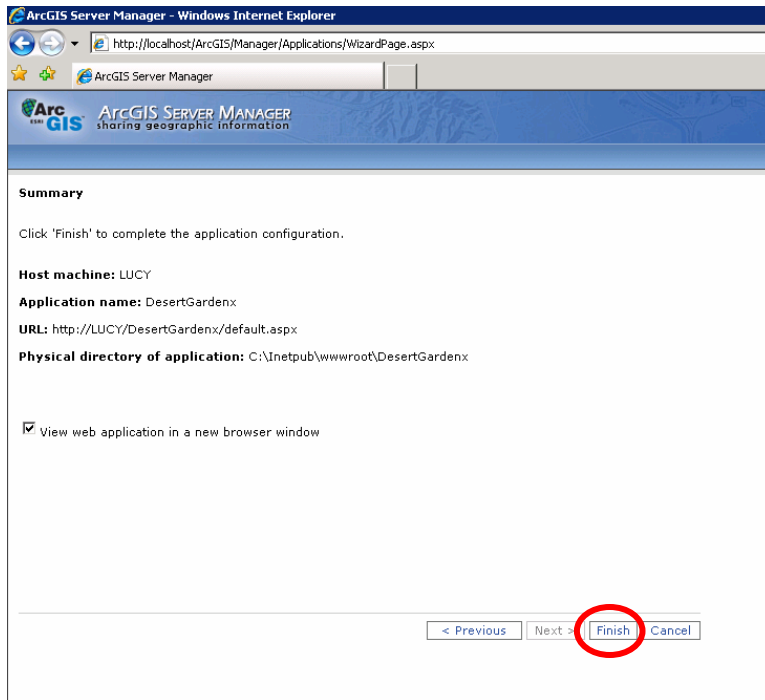 ArcGIS Server Manager - Windows Internet Explorer
http://localhost/ArcGIS/Manager/Applications/WizardPage.aspx
ArcGIS Server Manager
Arc
ESRI GIS
ArcGIS Server Manager
sharing geographic information
Summary
Click 'Finish' to complete the application configuration.
Host machine: LUCY
Application name: DesertGardenx
URL: http://LUCY/DesertGardenx/default.aspx
Physical directory of application: C:\Inetpub\wwwroot\DesertGardenx
View web application in a new browser window
< Previous Next > Finish Cancel